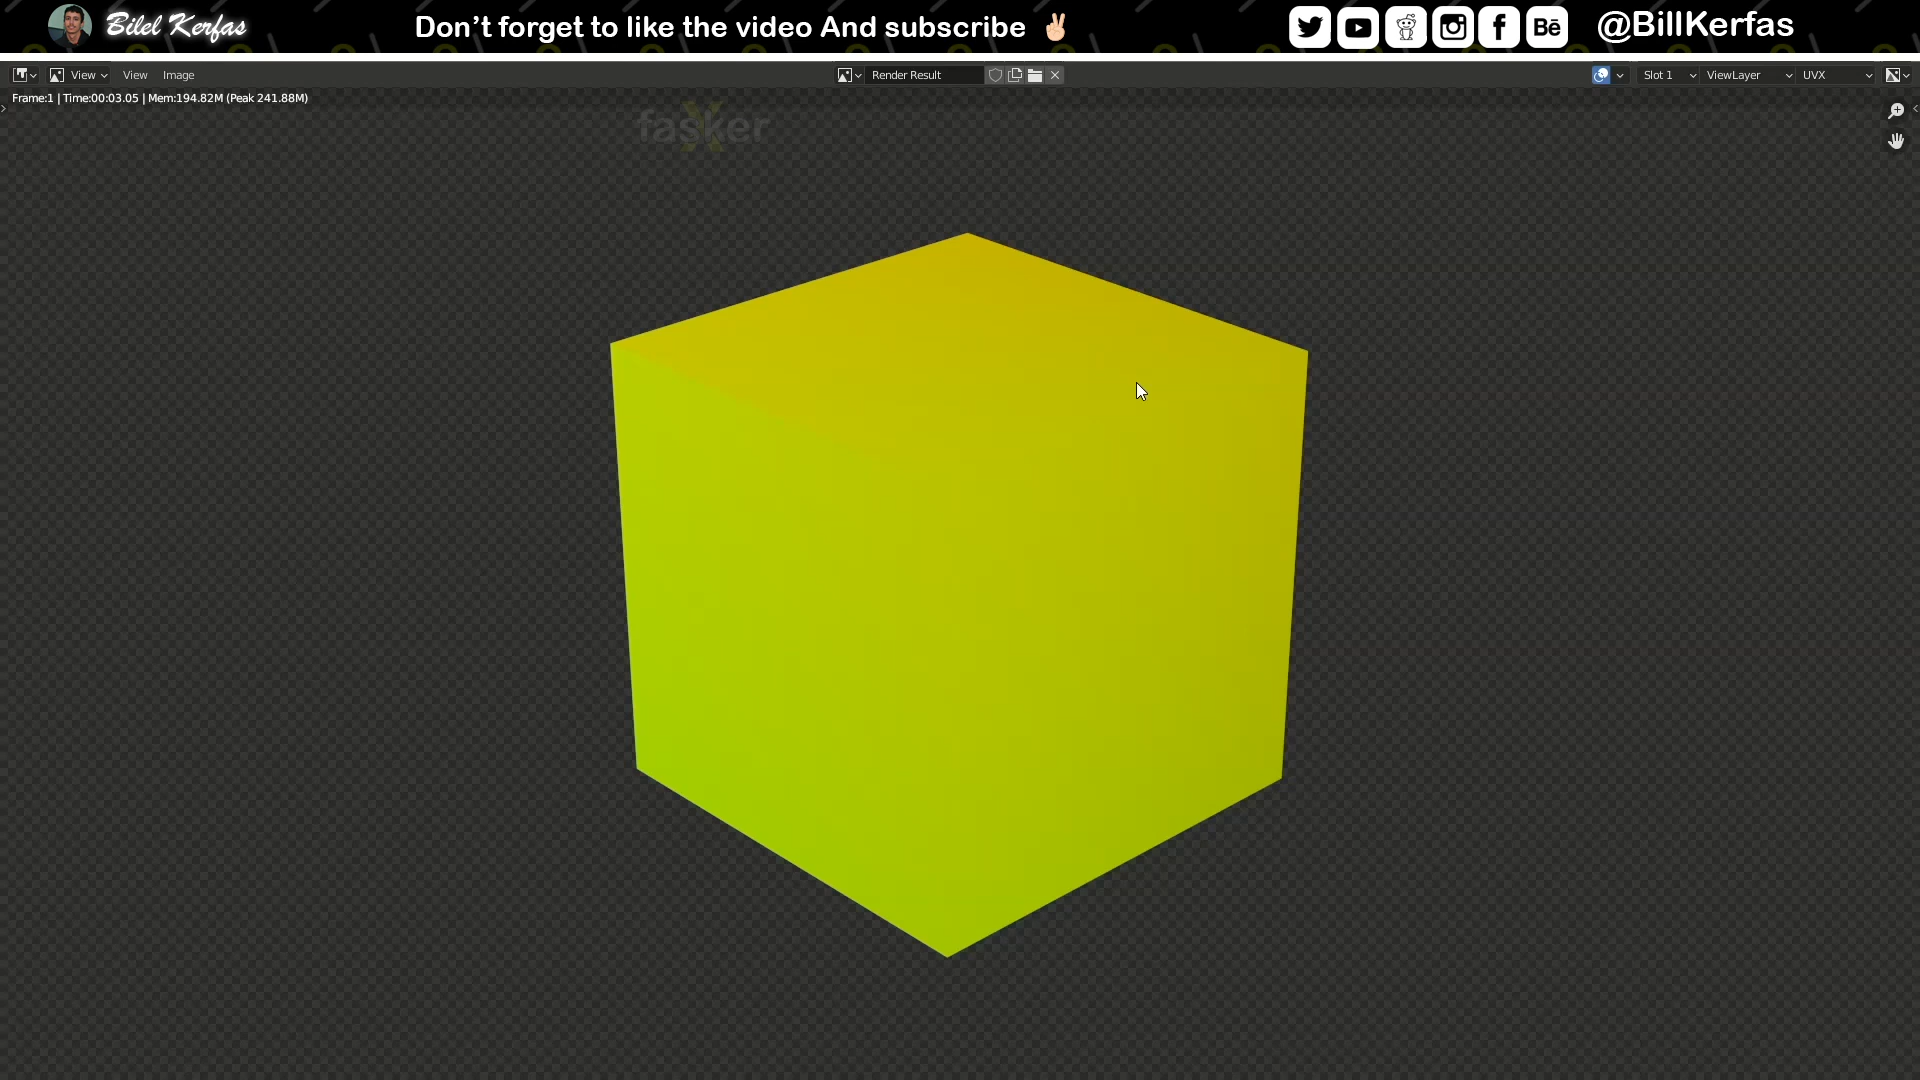 Bilel Kerfas
Don’t forget to like the video And subscribe ✌🏻
Bē
@BillKerfas
View View Image
Render Result
Slot 1 ViewLayer UVX
Frame:1 | Time:00:03.05 | Mem:194.82M (Peak 241.88M)
fasker
X